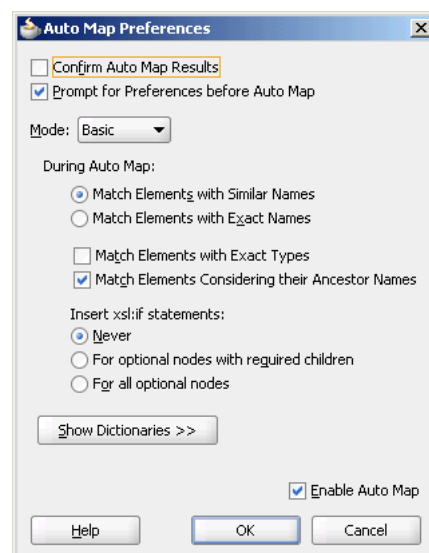 Auto Map Preferences
Confirm Auto Map Results
Prompt for Preferences before Auto Map
Mode: Basic
During Auto Map:
Match Elements with Similar Names
Match Elements with Exact Names
Match Elements with Exact Types
Match Elements Considering their Ancestor Names
Insert xsl:if statements:
Never
For optional nodes with required children
For all optional nodes
Show Dictionaries >>
Enable Auto Map
Help OK Cancel